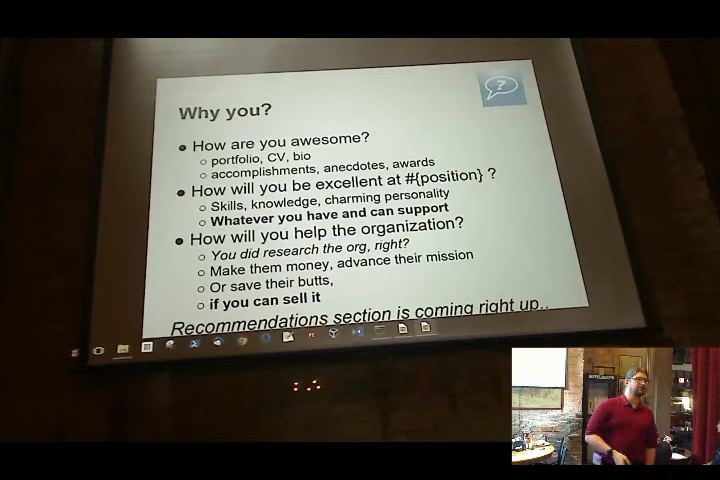 Why you?
?
How are you awesome?
portfolio, CV, bio
accomplishments, anecdotes, awards
How will you be excellent at #{position} ?
Skills, knowledge, charming personality
Whatever you have and can support
How will you help the organization?
You did research the org, right?
Make them money, advance their mission
Or save their butts,
if you can sell it
Recommendations section is coming right up..